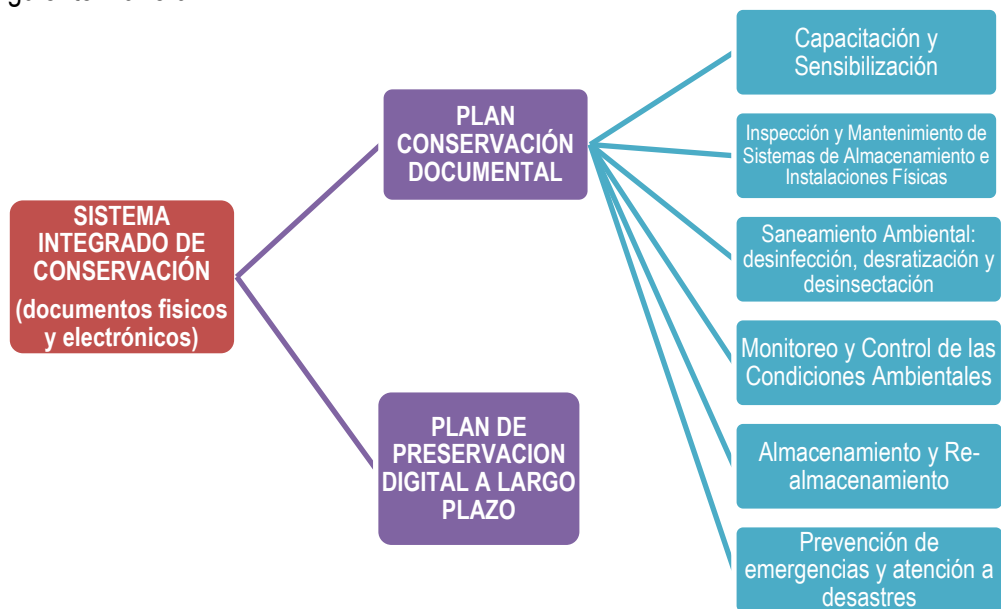 SISTEMA
INTEGRADO DE
CONSERVACIÓN
(documentos fisicos
y electrónicos)
PLAN
CONSERVACIÓN
DOCUMENTAL
PLAN DE
PRESERVACION
DIGITAL A LARGO
PLAZO
Capacitación y
Sensibilización
Inspección y Mantenimiento de
Sistemas de Almacenamiento e
Instalaciones Físicas
Saneamiento Ambiental:
desinfección, desratización y
desinsectación
Monitoreo y Control de las
Condiciones Ambientales
Almacenamiento y Re-
almacenamiento
Prevención de
emergencias y atención a
desastres